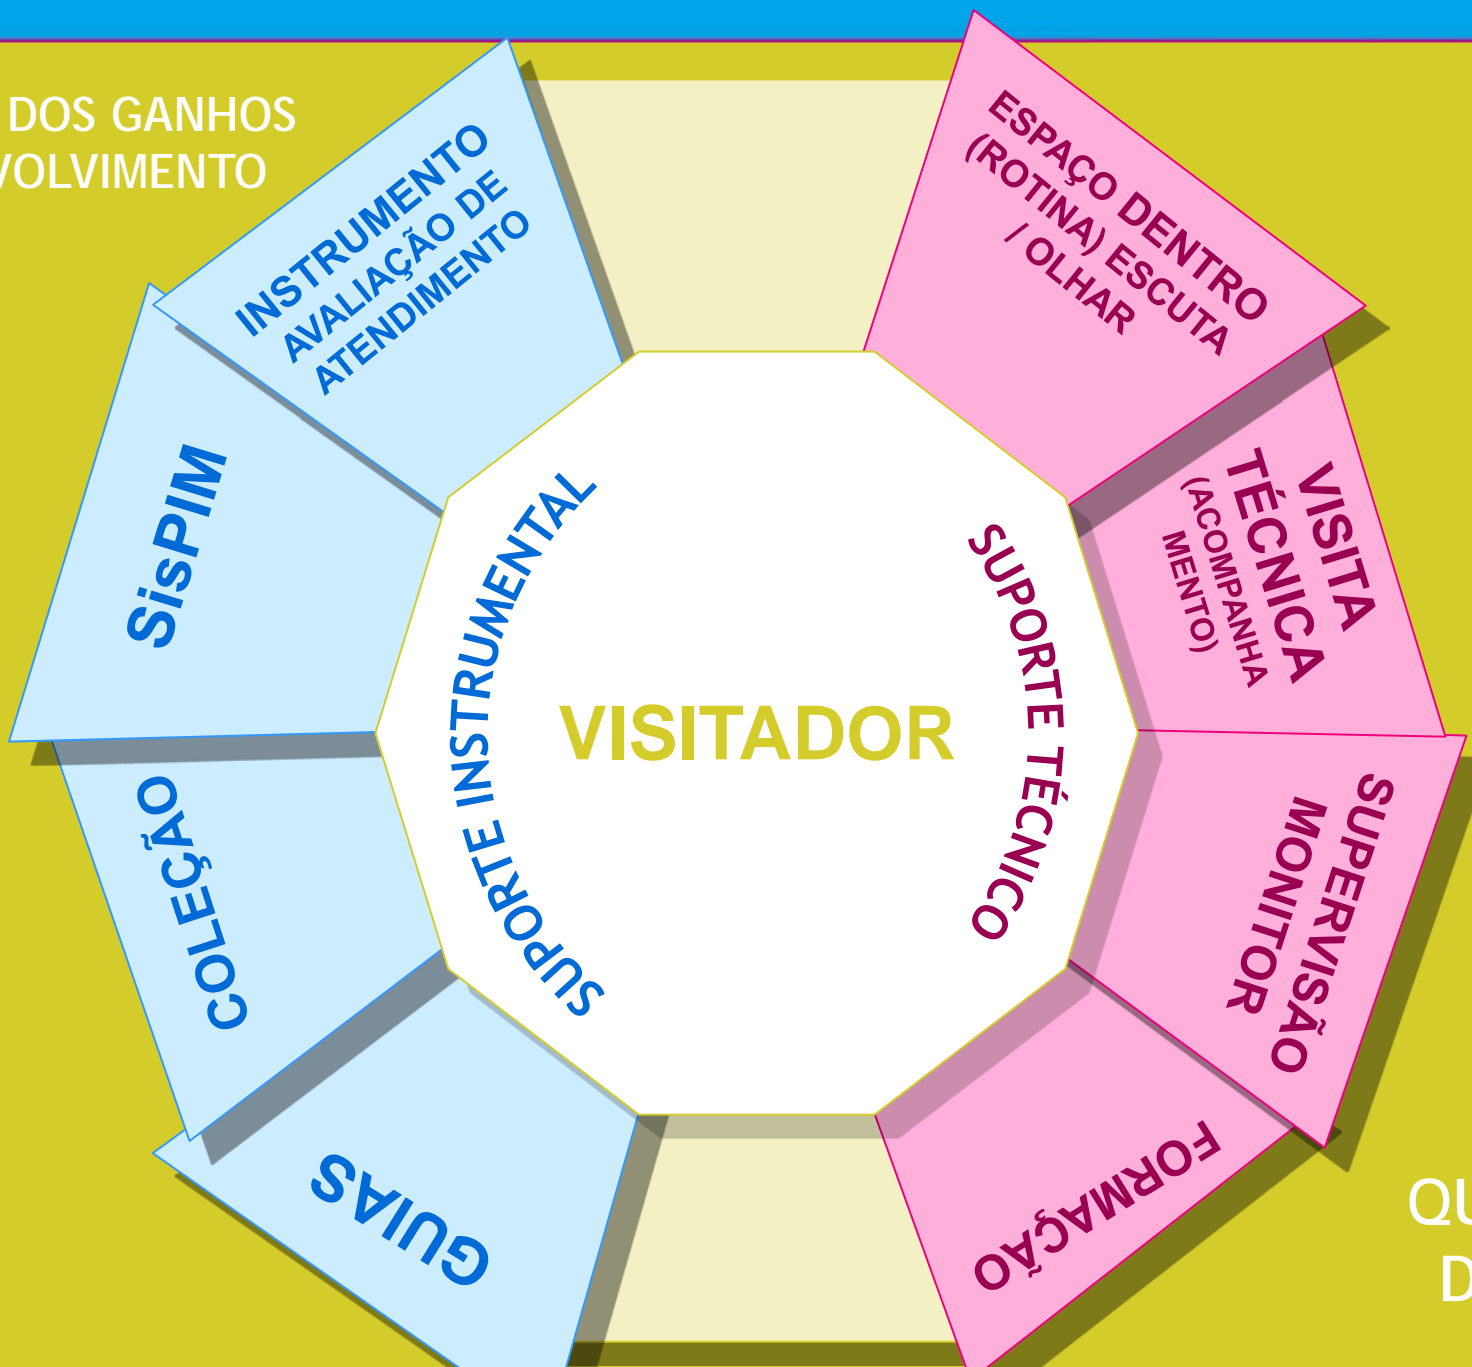 DOS GANHOS
VOLVIMENTO
INSTRUMENTO
AVALIAÇÃO DE
ATENDIMENTO
SisPIM
COLEÇÃO
GUIAS
SUPORTE INSTRUMENTAL
VISITADOR
SUPORTE TÉCNICO
ESPAÇO DENTRO
(ROTINA) ESCUTA
/ OLHAR
VISITA
TÉCNICA
(ACOMPANHA
MENTO)
SUPERVISÃO
MONITOR
FORMAÇÃO
QU
D